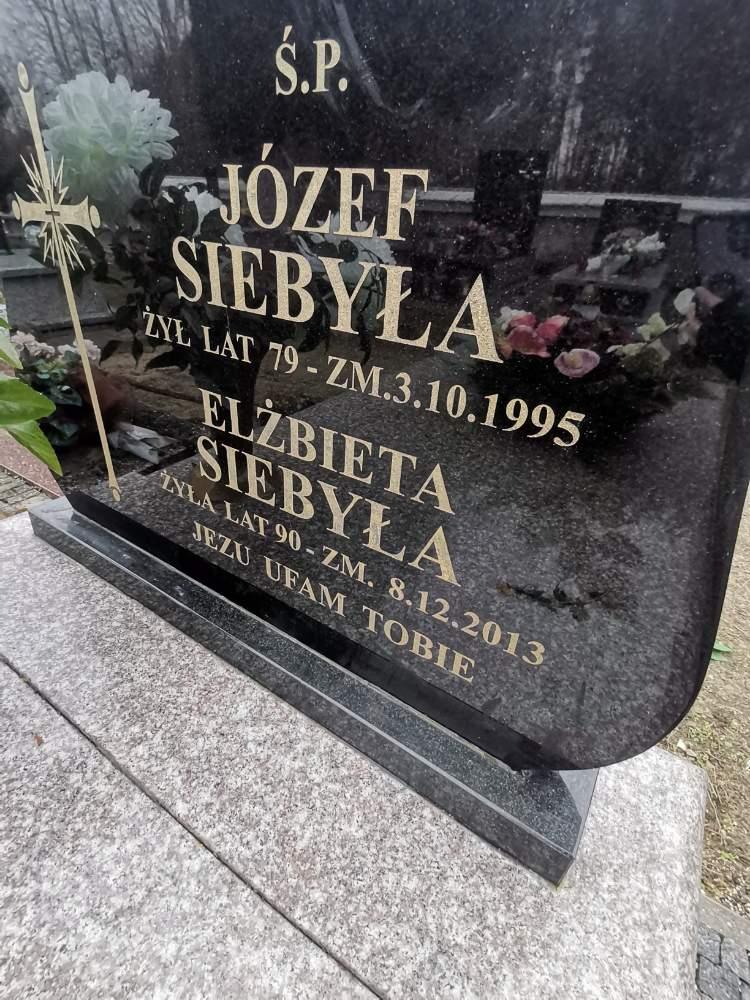 Ś.P.
JÓZEF
SIEBYŁA
ŻYŁ LAT 79 - ZM.3.10.1995
ELŻBIETA
SIEBYŁA
ŻYŁA LAT 90 - ZM. 8.12.2013
JEZU UFAM TOBIE